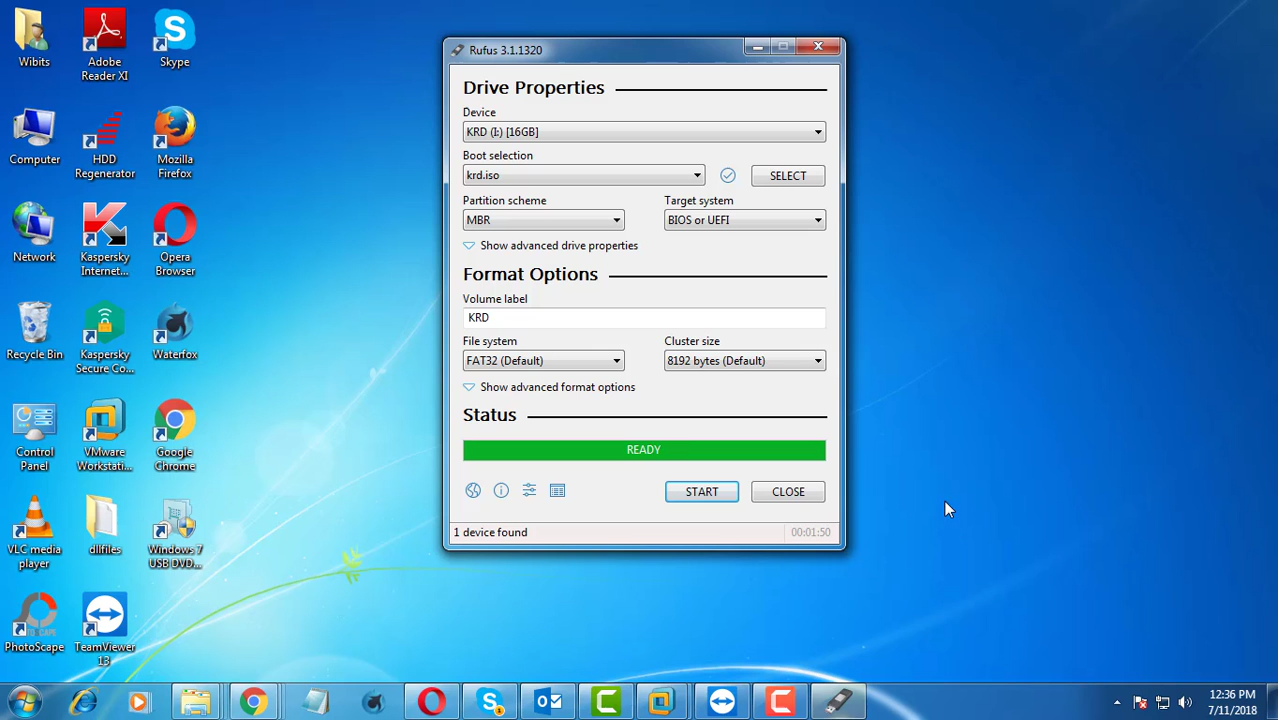 Rufus 3.1.1320
Drive Properties
Device
KRD (I:) [16GB]
Boot selection
krd.iso
SELECT
Partition scheme
Target system
MBR
BIOS or UEFI
Show advanced drive properties
Format Options
Volume label
KRD
File system
Cluster size
FAT32 (Default)
8192 bytes (Default)
Show advanced format options
Status
READY
START
CLOSE
1 device found
00:01:50
Wibits
Adobe
Reader XI
Skype
Computer
HDD
Regenerator
Mozilla
Firefox
Network
Kaspersky
Internet...
Opera
Browser
Recycle Bin
Kaspersky
Secure Co...
Waterfox
Control
Panel
VMware
Workstati...
Google
Chrome
VLC media
player
dllfiles
Windows 7
USB DVD...
PhotoScape
TeamViewer
13
12:36 PM
7/11/2018